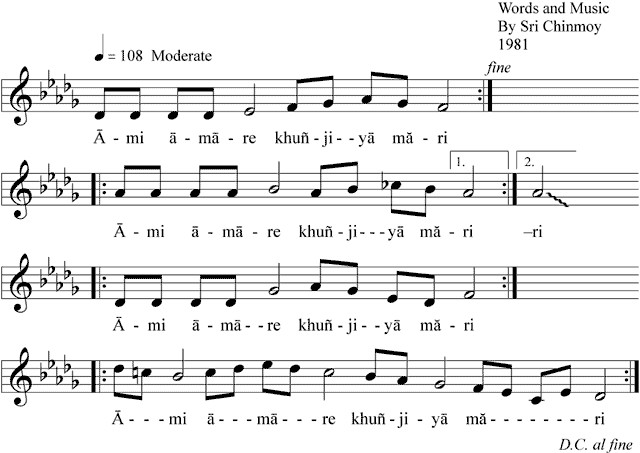 Words and Music
By Sri Chinmoy
1981
♩ = 108 Moderate
fine
Ā - mi ā - mā - re khuñ - ji - - yā mă - ri
1. 2.
Ā - mi ā - mā - re khuñ - ji - - - yā mă - ri –ri
Ā - mi ā - mā - - re khuñ - ji - - yā mă - ri
Ā - - - mi ā - - - mā - - - re khuñ - ji - yā mă - - - - - - - - - ri
D.C. al fine